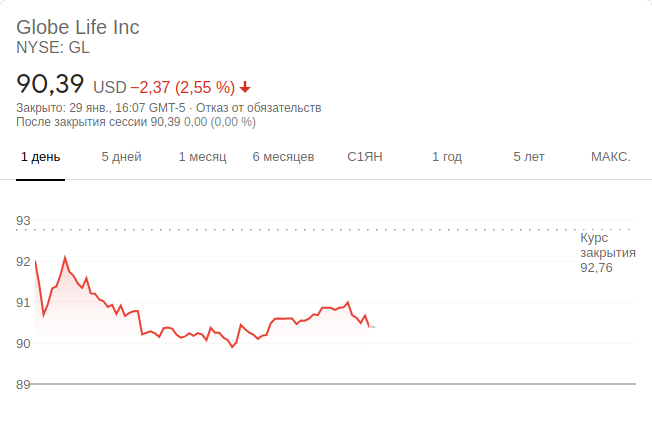 Globe Life Inc
NYSE: GL
90,39 USD −2,37 (2,55 %)
Закрыто: 29 янв., 16:07 GMT-5 · Отказ от обязательств
После закрытия сессии 90,39 0,00 (0,00 %)
1 день 5 дней 1 месяц 6 месяцев С1ЯН 1 год 5 лет МАКС.
93
Курс
закрытия
92,76
92
91
90
89